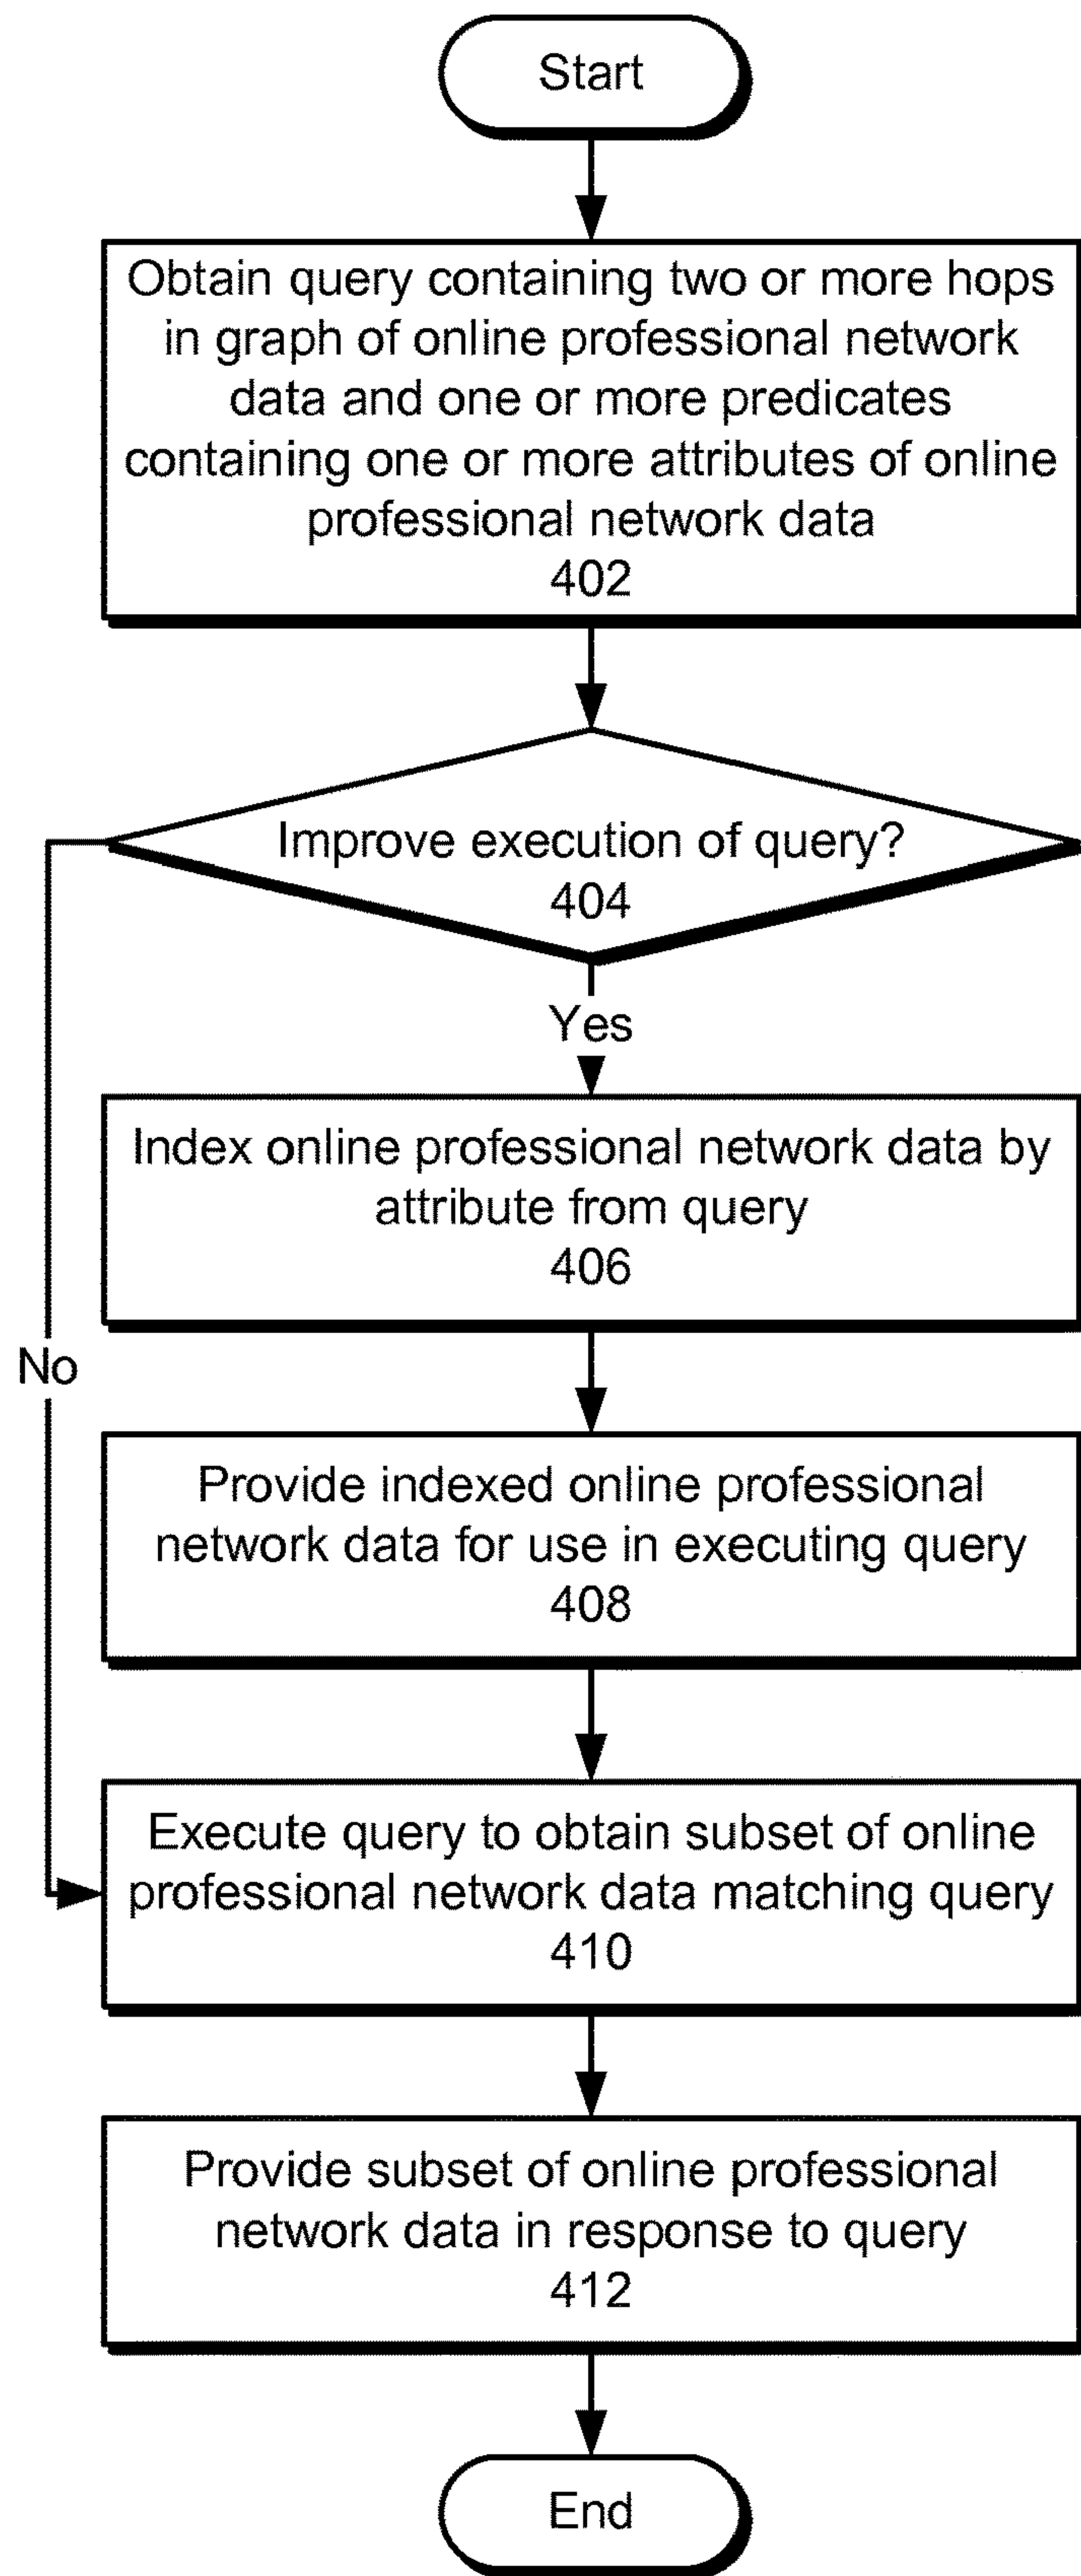 Start
Obtain query containing two or more hops
in graph of online professional network
data and one or more predicates
containing one or more attributes of online
professional network data
402
Improve execution of query?
404
Yes
Index online professional network data by
attribute from query
406
No
Provide indexed online professional
network data for use in executing query
408
Execute query to obtain subset of online
professional network data matching query
410
Provide subset of online professional
network data in response to query
412
End